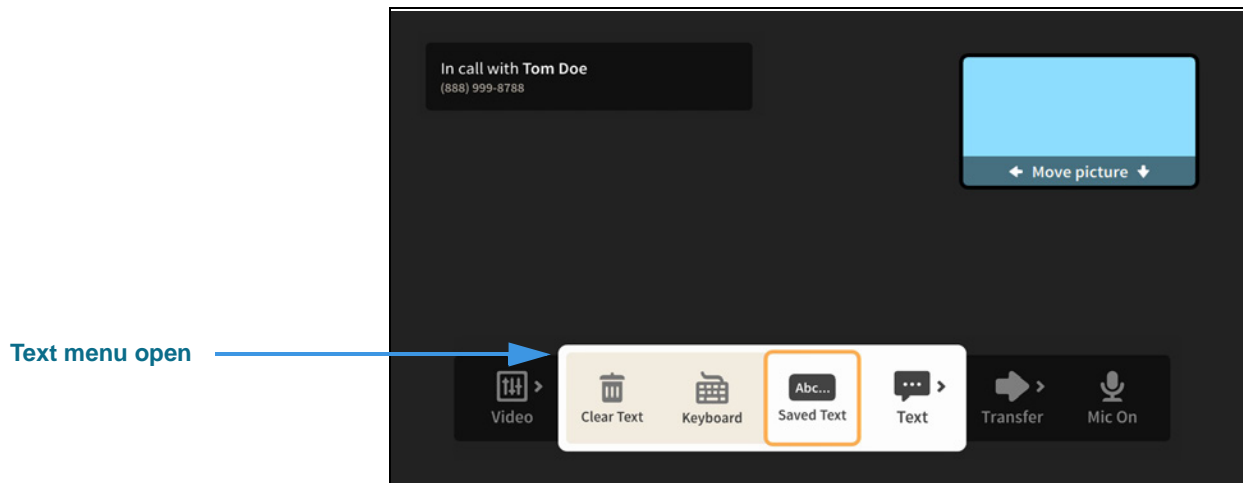 In call with Tom Doe
(888) 999-8788
Move picture
Text menu open
Video
Clear Text
Keyboard
Abc...
Saved Text
Text
Transfer
Mic On